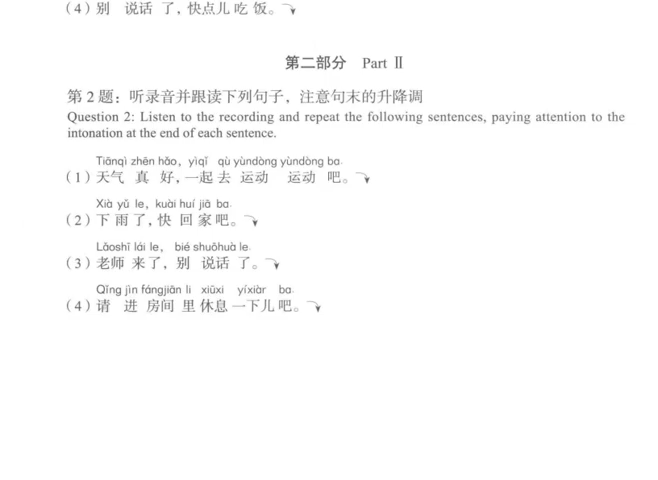 (4) 别 说话 了，快点儿 吃 饭。
第二部分 Part Ⅱ
第 2 题：听录音并跟读下列句子，注意句末的升降调
Question 2: Listen to the recording and repeat the following sentences, paying attention to the
intonation at the end of each sentence.
Tiānqì zhēn hǎo, yìqǐ qù yùndòng yùndòng ba.
(1) 天气 真 好，一起 去 运动 运动 吧。
Xià yǔ le, kuài huí jiā ba.
(2) 下 雨 了，快 回 家 吧。
Lǎoshī lái le, bié shuōhuà le.
(3) 老师 来 了，别 说话 了。
Qǐng jìn fángjiān li xiūxi yíxiàr ba.
(4) 请 进 房间 里 休息 一下儿 吧。